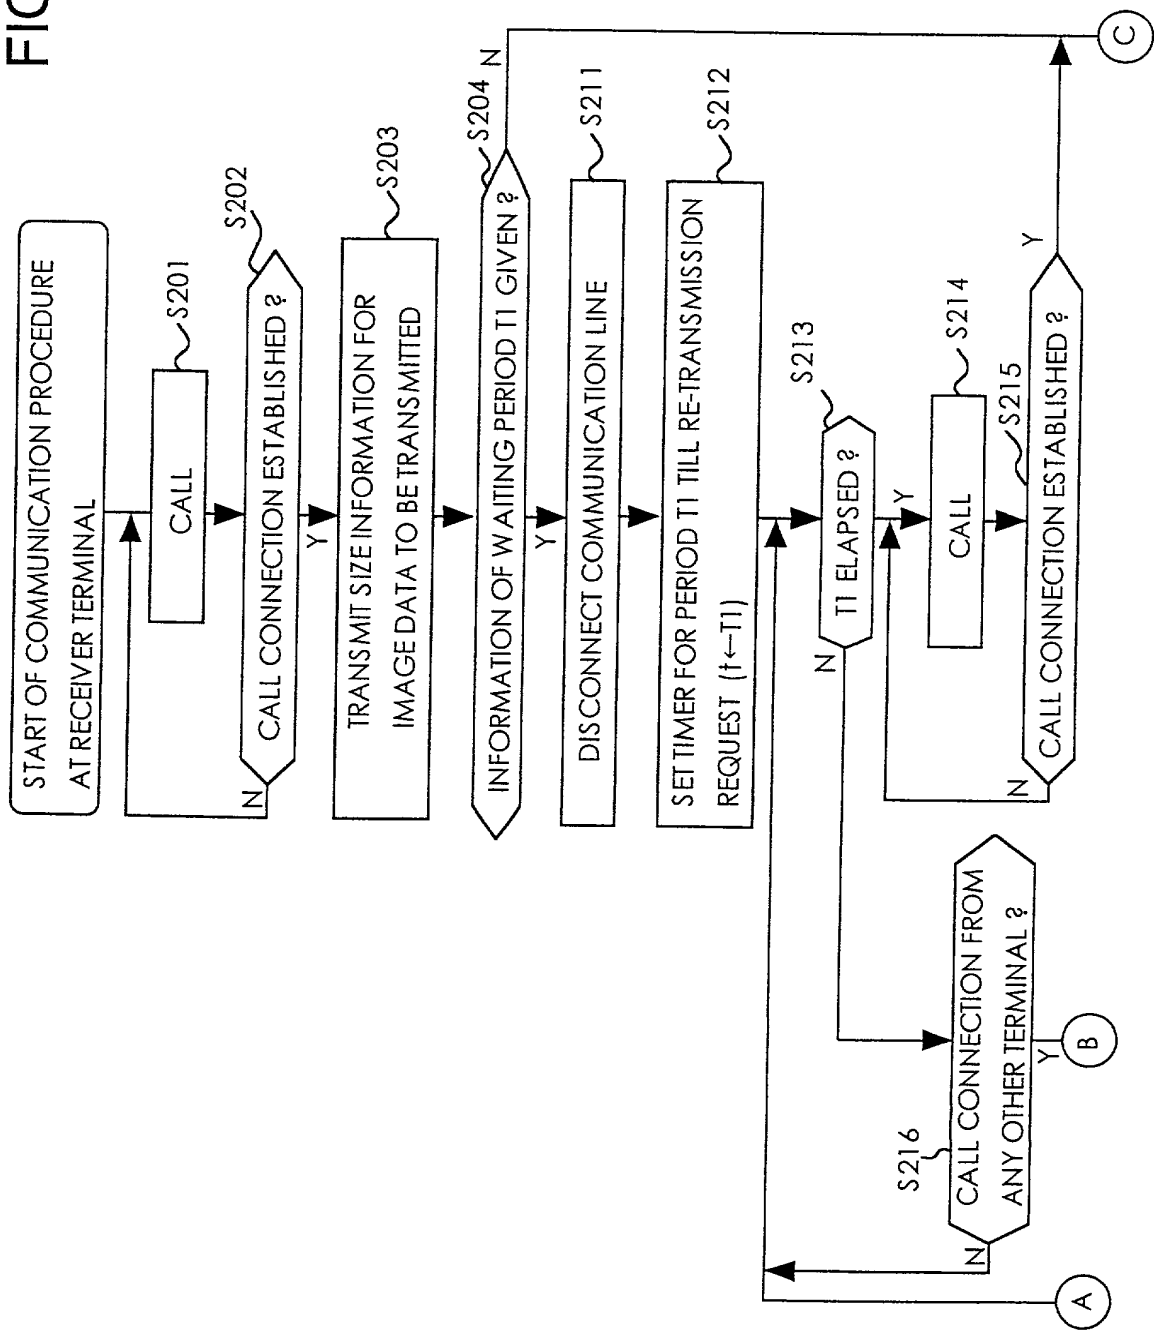 FIG
START OF COMMUNICATION PROCEDURE
AT RECEIVER TERMINAL
CALL
S201
CALL CONNECTION ESTABLISHED ?
S202
N
Y
TRANSMIT SIZE INFORMATION FOR
IMAGE DATA TO BE TRANSMITTED
S203
INFORMATION OF WAITING PERIOD T1 GIVEN ?
S204
N
Y
DISCONNECT COMMUNICATION LINE
S211
SET TIMER FOR PERIOD T1 TILL RE-TRANSMISSION
REQUEST (t←T1)
S212
T1 ELAPSED ?
S213
N
Y
CALL
S214
CALL CONNECTION ESTABLISHED ?
S215
N
Y
S216
CALL CONNECTION FROM
ANY OTHER TERMINAL ?
N
Y
A
B
C